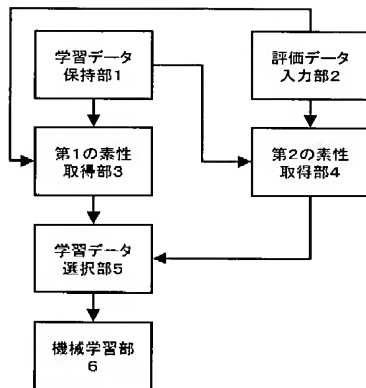 学習データ
保持部1
評価データ
入力部2
第1の素性
取得部3
第2の素性
取得部4
学習データ
選択部5
機械学習部
6